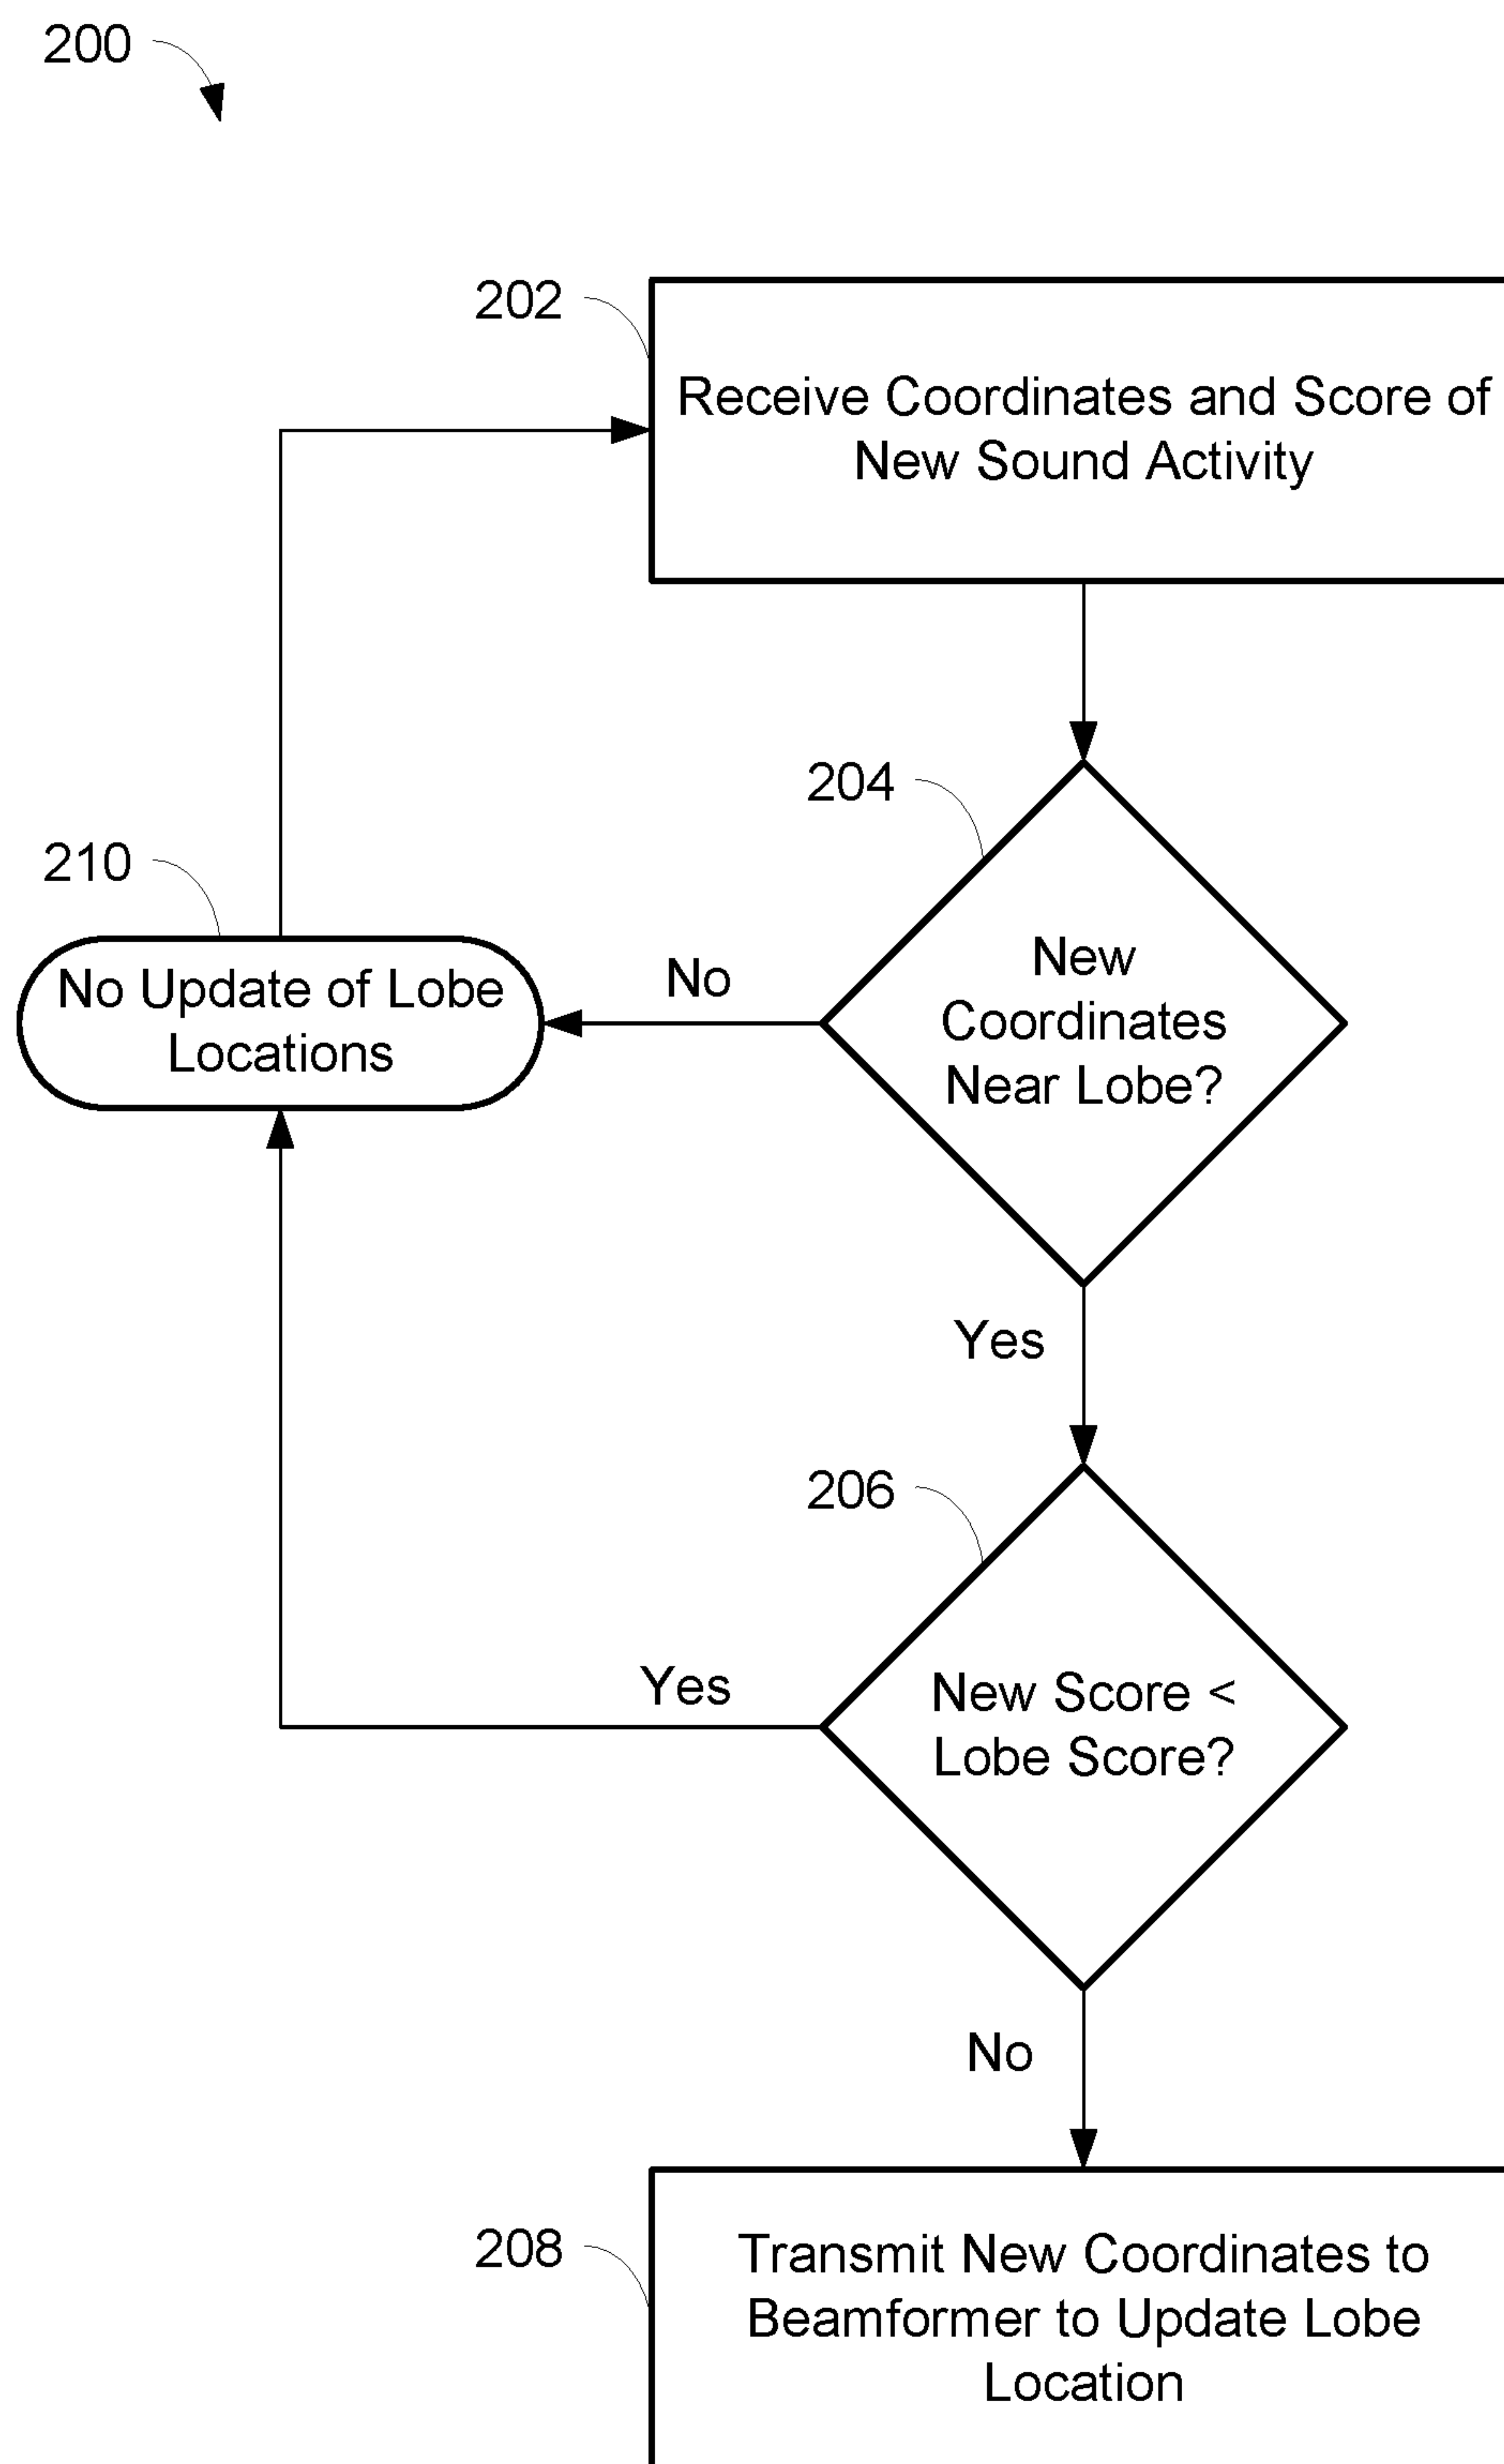 200
202
Receive Coordinates and Score of
New Sound Activity
204
New
Coordinates
Near Lobe?
No
210
No Update of Lobe
Locations
Yes
206
New Score <
Lobe Score?
Yes
No
208
Transmit New Coordinates to
Beamformer to Update Lobe
Location